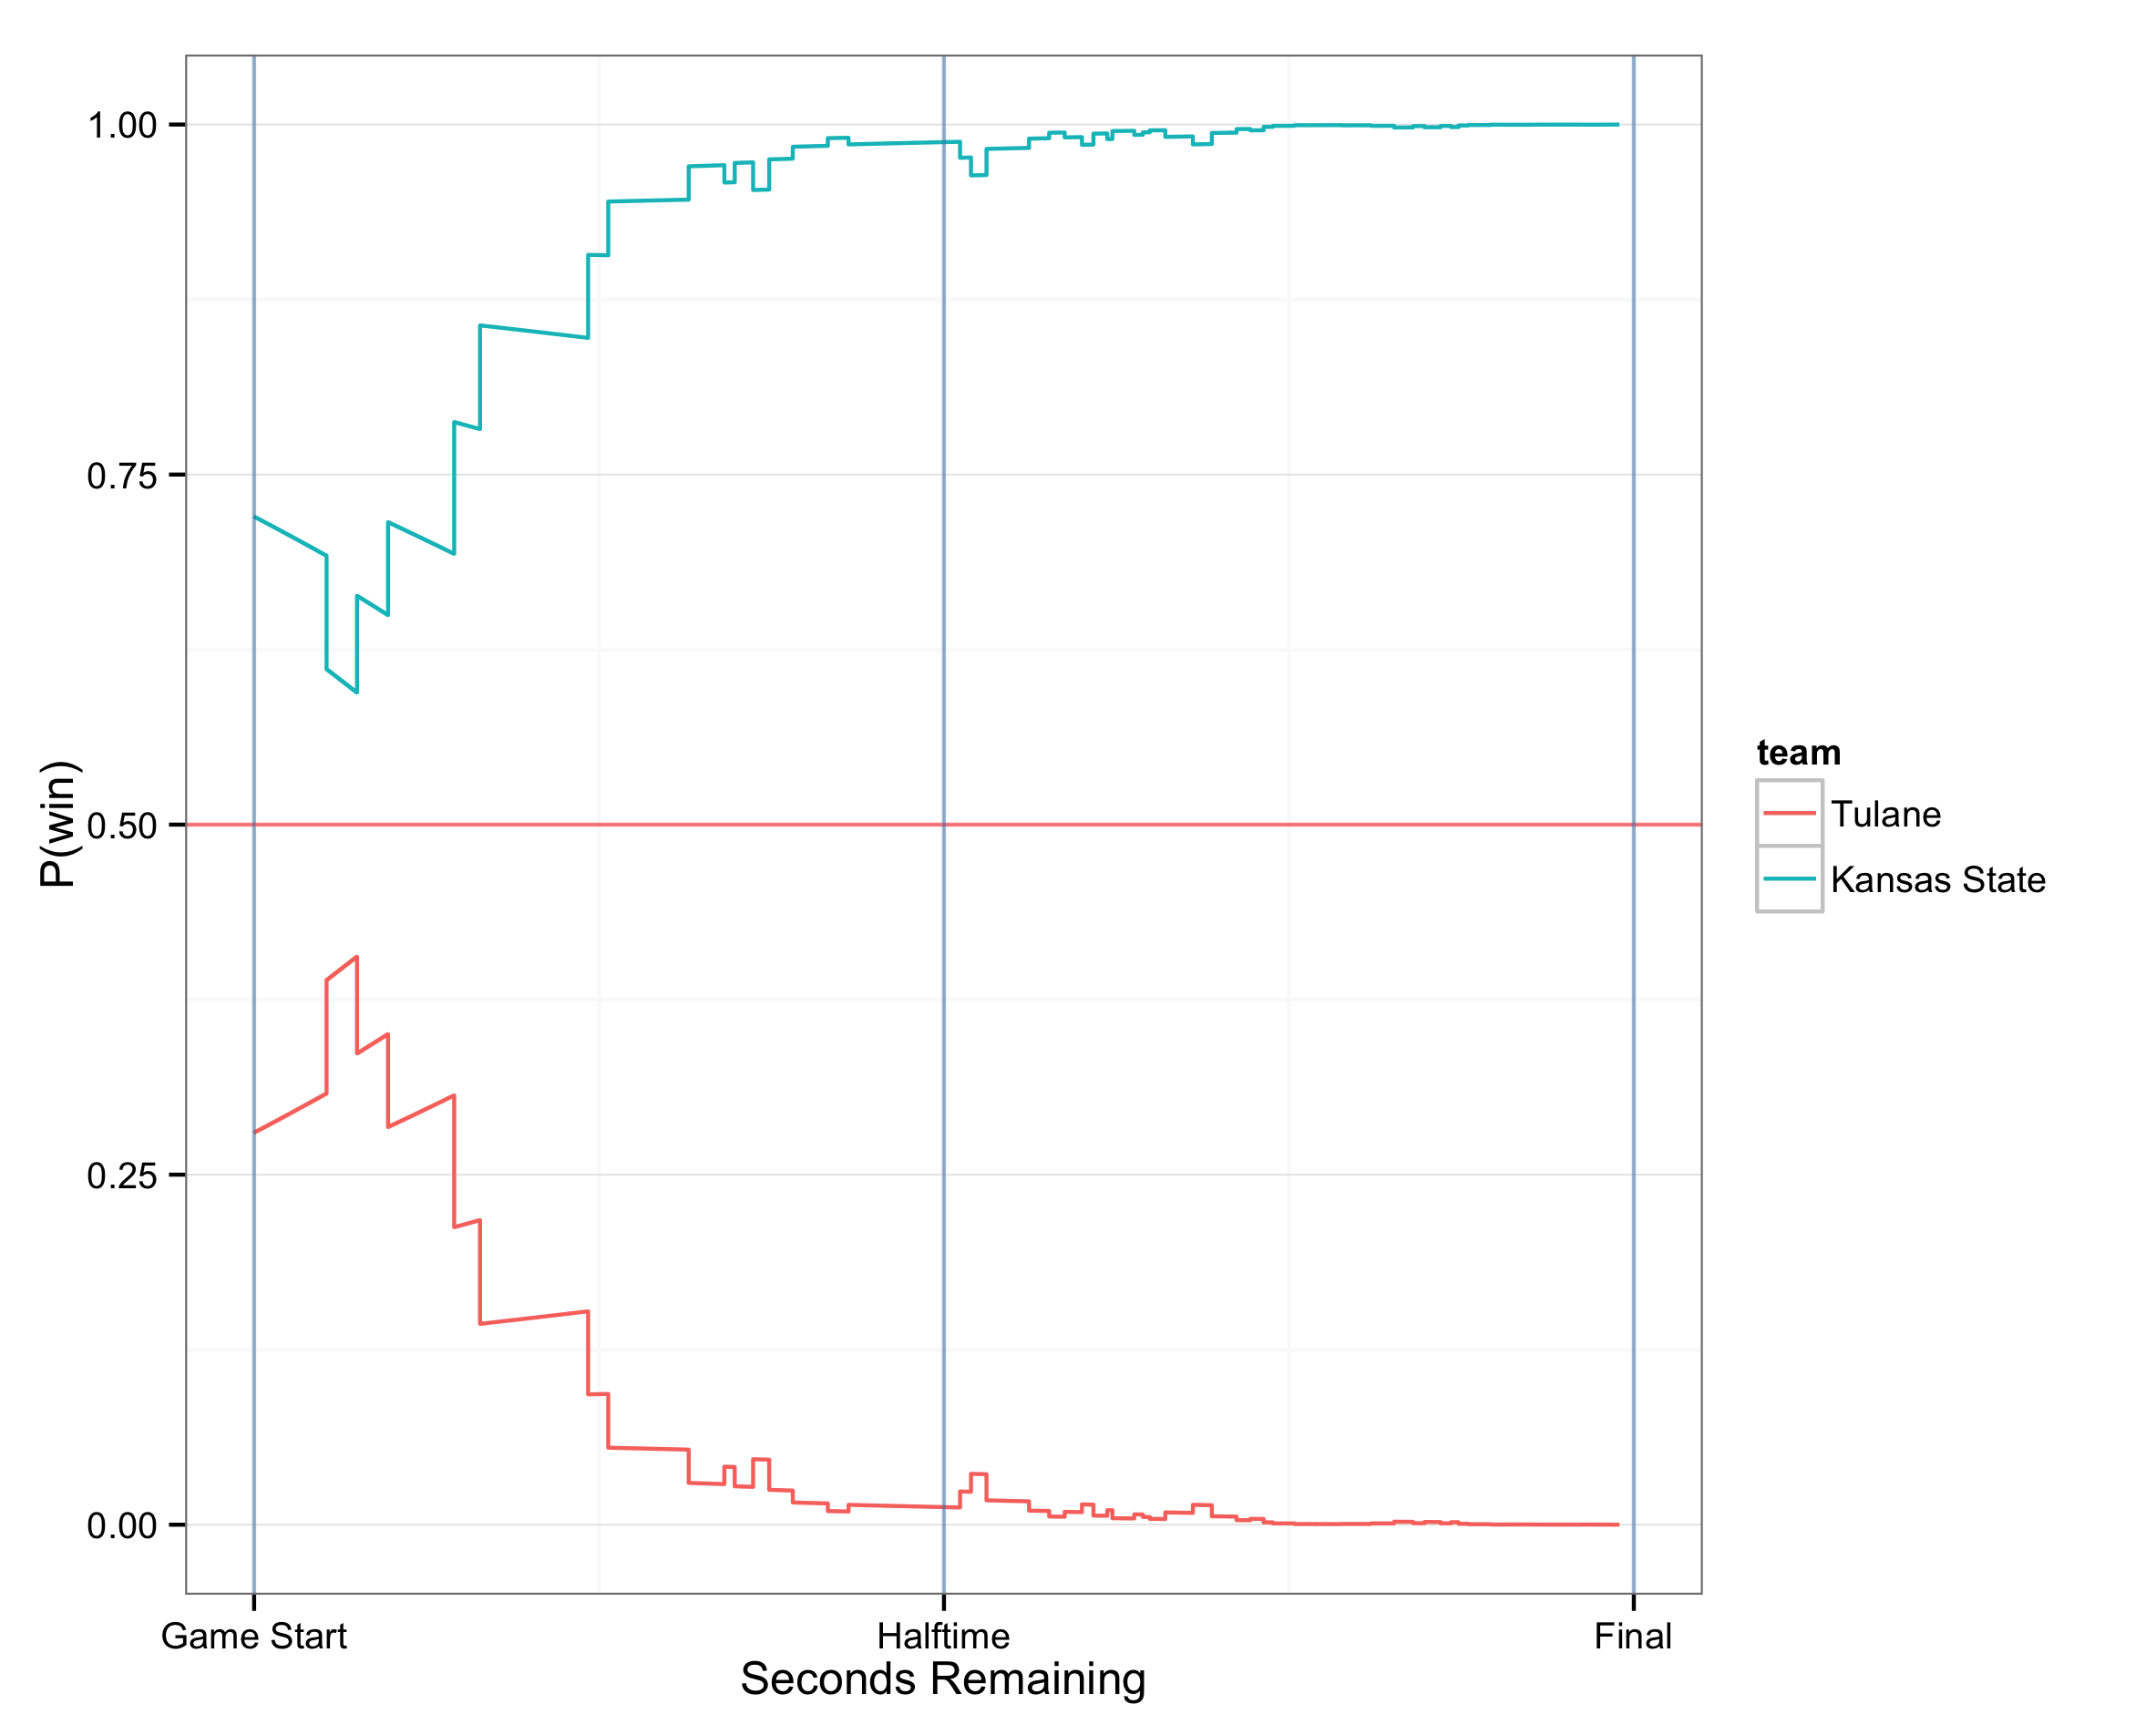 P(win)
1.00
0.75
0.50
0.25
0.00
Game Start
Halftime
Final
Seconds Remaining
team
Tulane
Kansas State